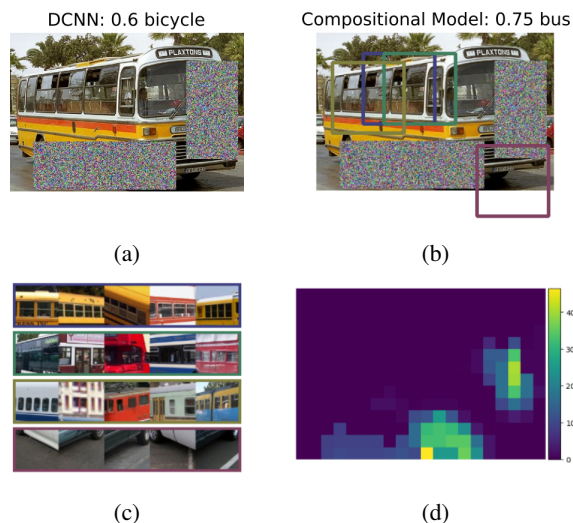 DCNN: 0.6 bicycle
Compositional Model: 0.75 bus
PLAXTONS
PLAXTONS
(a)
(b)
40
30
20
10
0
(c)
(d)